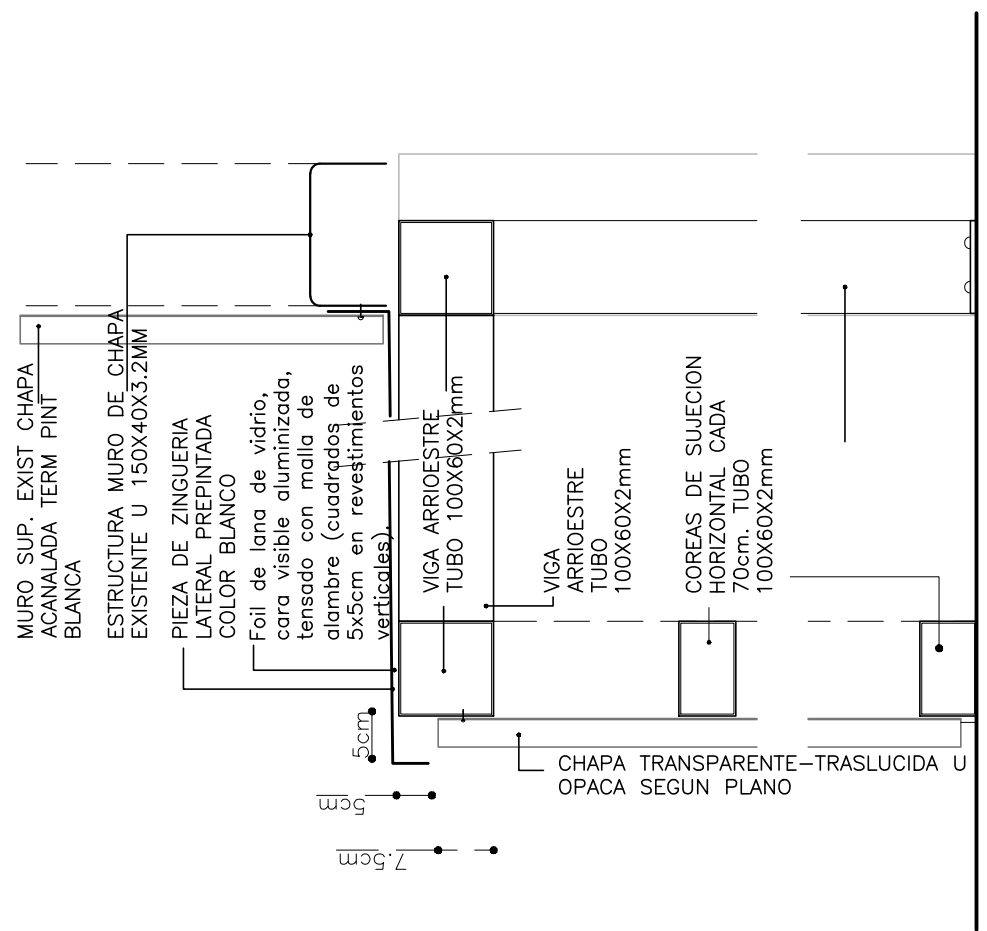 MURO SUP. EXIST CHAPA
ACANALADA TERM PINT
BLANCA
ESTRUCTURA MURO DE CHAPA
EXISTENTE U 150X40X3.2MM
PIEZA DE ZINGUERIA
LATERAL PREPINTADA
COLOR BLANCO
Foil de lana de vidrio,
cara visible aluminizada,
tensado con malla de
alambre (cuadrados de
5x5cm en revestimientos
verticales).
VIGA ARRIOESTRE
TUBO 100X60X2mm
VIGA
ARRIOESTRE
TUBO
100X60X2mm
COREAS DE SUJECION
HORIZONTAL CADA
70cm. TUBO
100X60X2mm
5cm
CHAPA TRANSPARENTE-TRASLUCIDA U
OPACA SEGUN PLANO
5cm
7.5cm